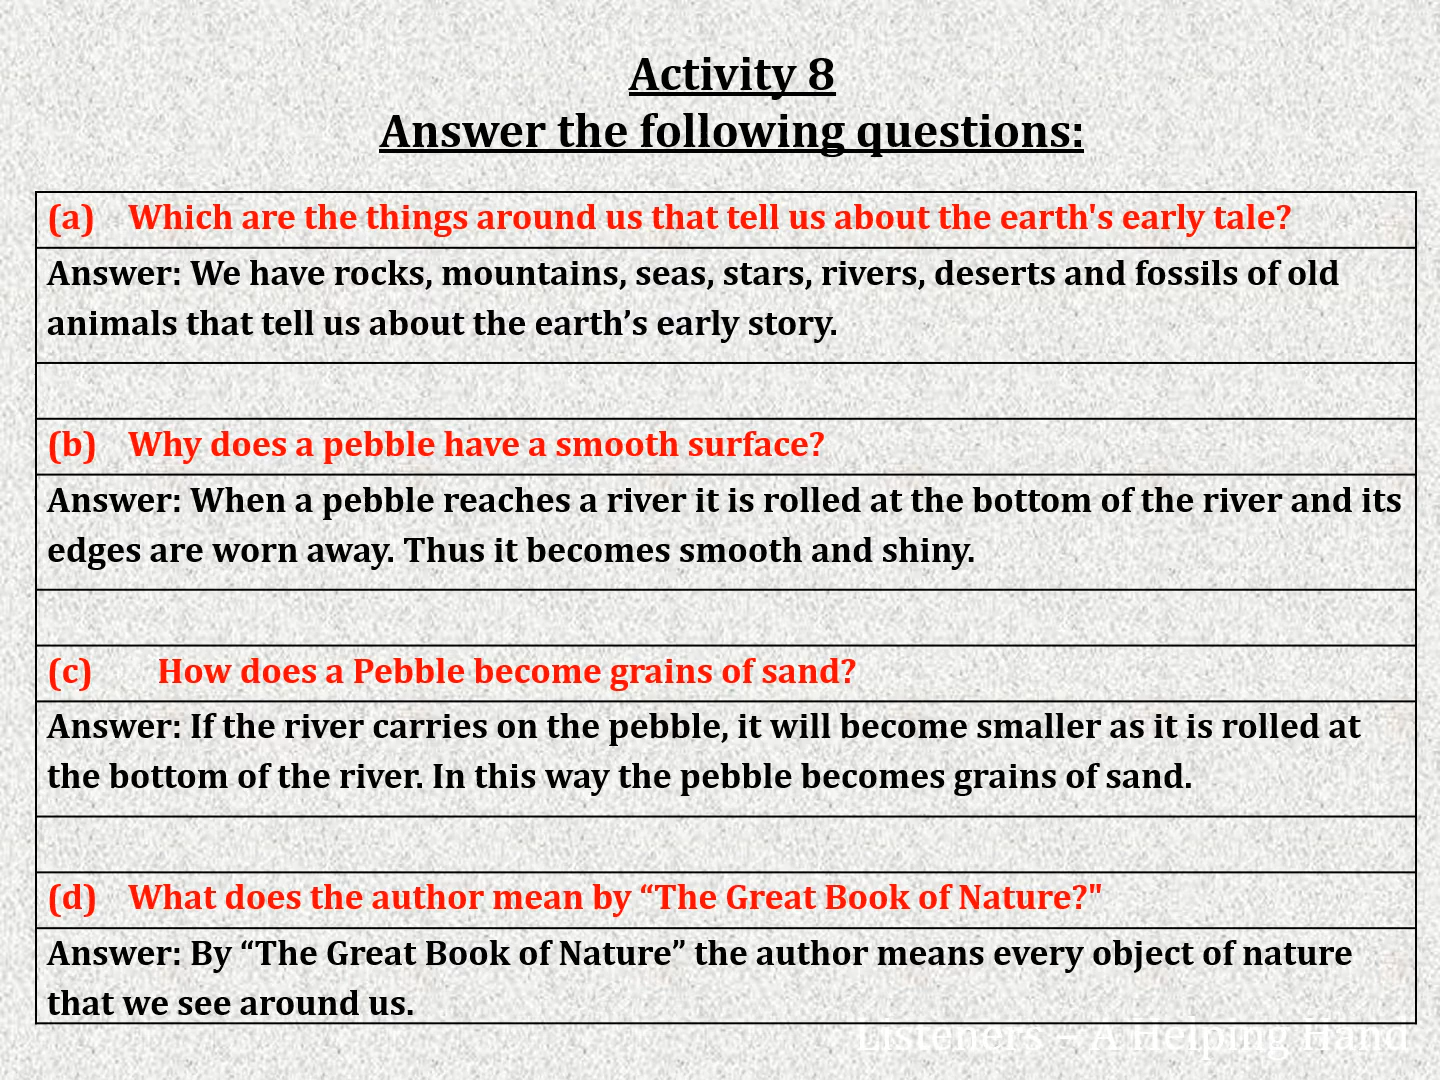 Activity 8
Answer the following questions:
(a) Which are the things around us that tell us about the earth's early tale?
Answer: We have rocks, mountains, seas, stars, rivers, deserts and fossils of old
animals that tell us about the earth’s early story.
(b) Why does a pebble have a smooth surface?
Answer: When a pebble reaches a river it is rolled at the bottom of the river and its
edges are worn away. Thus it becomes smooth and shiny.
(c) How does a Pebble become grains of sand?
Answer: If the river carries on the pebble, it will become smaller as it is rolled at
the bottom of the river. In this way the pebble becomes grains of sand.
(d) What does the author mean by “The Great Book of Nature?"
Answer: By “The Great Book of Nature” the author means every object of nature
that we see around us.
Listeners – A Helping Hand